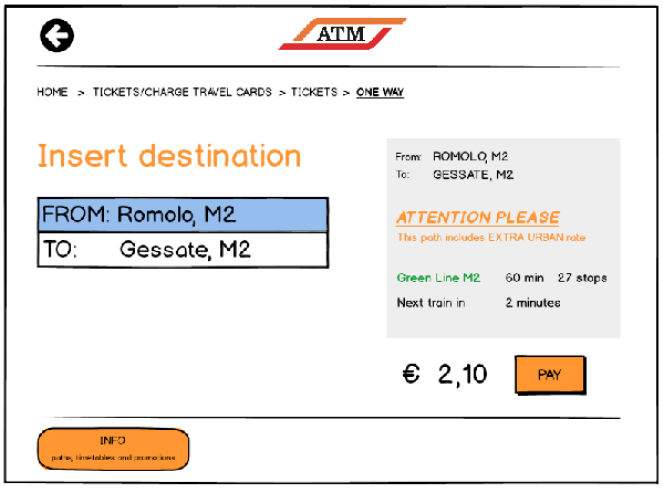 ATM
HOME > TICKETS/CHARGE TRAVEL CARDS > TICKETS > ONE WAY
Insert destination
FROM: Romolo, M2
TO: Gessate, M2
From: ROMOLO, M2
To: GESSATE, M2
ATTENTION PLEASE
This path includes EXTRA URBAN rate
Green Line M2 60 min 27 stops
Next train in 2 minutes
€ 2,10 PAY
INFO
paths, timetables and promotions